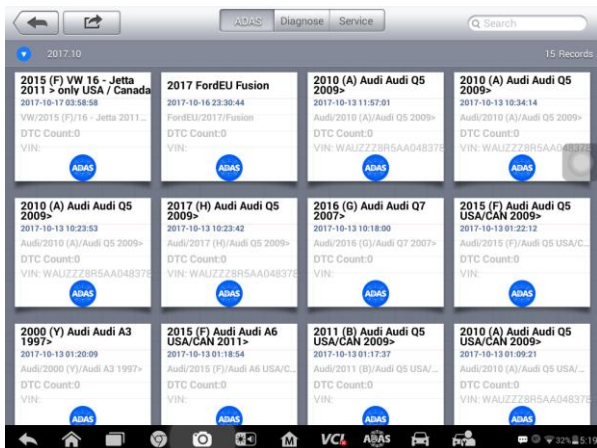 ADAS Diagnose Service Search
2017.10 15 Records
2015 (F) VW 16 - Jetta
2011 > only USA / Canada
2017-10-17 03:58:58
VW/2015 (F)/16 - Jetta 2011...
DTC Count:0
VIN:
ADAS
2017 FordEU Fusion
2017-10-16 23:30:44
FordEU/2017/Fusion
DTC Count:0
VIN:
ADAS
2010 (A) Audi Audi Q5
2009>
2017-10-13 11:57:01
Audi/2010 (A)/Audi Q5 2009>
DTC Count:0
VIN: WAUZZZ8R5AA048378
ADAS
2010 (A) Audi Audi Q5
2009>
2017-10-13 10:34:14
Audi/2010 (A)/Audi Q5 2009>
DTC Count:0
VIN: WAUZZZ8R5AA048378
ADAS
2010 (A) Audi Audi Q5
2009>
2017-10-13 10:23:53
Audi/2010 (A)/Audi Q5 2009>
DTC Count:0
VIN: WAUZZZ8R5AA048378
ADAS
2017 (H) Audi Audi Q5
2009>
2017-10-13 10:23:42
Audi/2017 (H)/Audi Q5 2009>
DTC Count:0
VIN: WAUZZZ8R5AA048378
ADAS
2016 (G) Audi Audi Q7
2007>
2017-10-13 10:18:00
Audi/2016 (G)/Audi Q7 2007>
DTC Count:0
VIN:
ADAS
2015 (F) Audi Audi Q5
USA/CAN 2009>
2017-10-13 01:22:12
Audi/2015 (F)/Audi Q5 USA/C...
DTC Count:0
VIN:
ADAS
2000 (Y) Audi Audi A3
1997>
2017-10-13 01:20:09
Audi/2000 (Y)/Audi A3 1997>
DTC Count:0
VIN:
ADAS
2015 (F) Audi Audi A6
USA/CAN 2011>
2017-10-13 01:18:54
Audi/2015 (F)/Audi A6 USA/C...
DTC Count:0
VIN:
ADAS
2011 (B) Audi Audi Q5
USA/CAN 2009>
2017-10-13 01:17:37
Audi/2011 (B)/Audi Q5 USA/...
DTC Count:0
VIN:
ADAS
2010 (A) Audi Audi Q5
USA/CAN 2009>
2017-10-13 01:09:21
Audi/2010 (A)/Audi Q5 USA/...
DTC Count:0
VIN: WAUZZZ8R5AA048378
ADAS
M VCI ADAS 32% 5:19